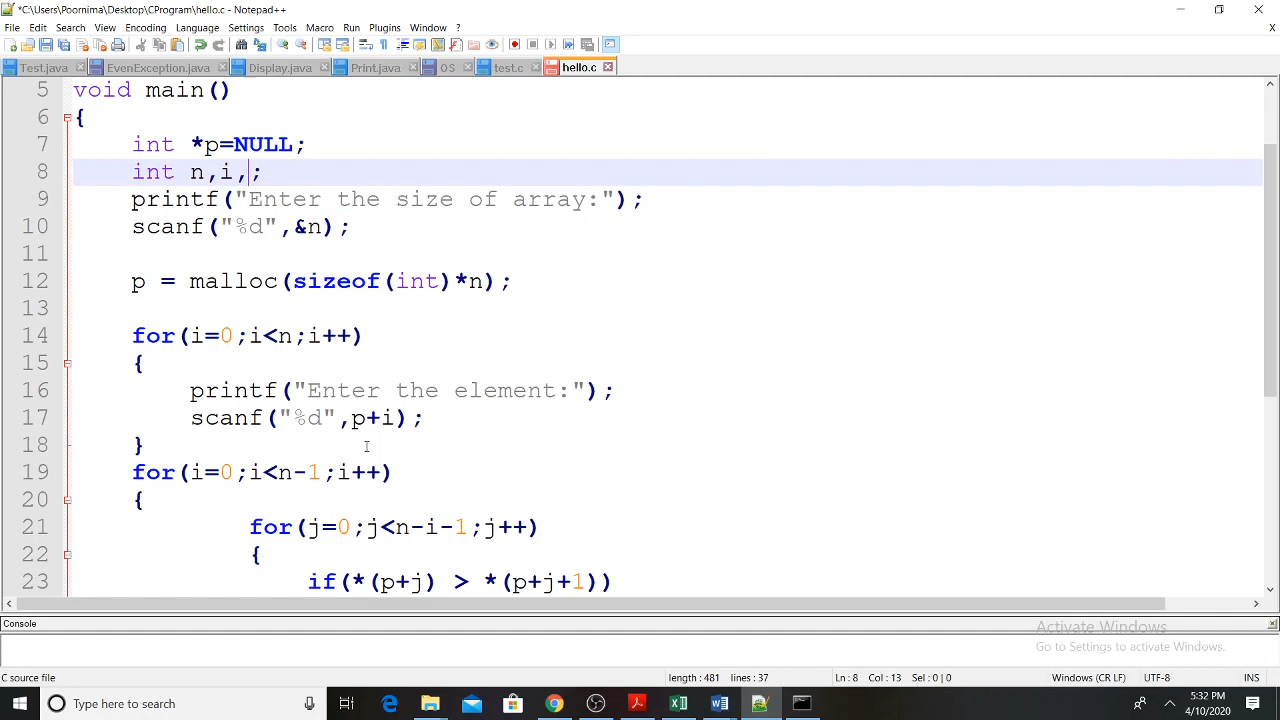 *C:\Users\Poornima\Desktop\CProgram\hello.c - Notepad++
File Edit Search View Encoding Language Settings Tools Macro Run Plugins Window ?
X
Test.java EvenException.java Display.java Print.java OS test.c hello.c
5 void main()
6 {
7 int *p=NULL;
8 int n,i,;
9 printf("Enter the size of array:");
10 scanf("%d",&n);
11
12 p = malloc(sizeof(int)*n);
13
14 for(i=0;i<n;i++)
15 {
16 printf("Enter the element:");
17 scanf("%d",p+i);
18 }
19 for(i=0;i<n-1;i++)
20 {
21 for(j=0;j<n-i-1;j++)
22 {
23 if(*(p+j) > *(p+j+1))
Console
Activate Windows
Go to Settings to activate Windows.
C source file length : 481 lines : 37 Ln : 8 Col : 13 Sel : 0 | 0 Windows (CR LF) UTF-8 INS
Type here to search
5:32 PM
4/10/2020